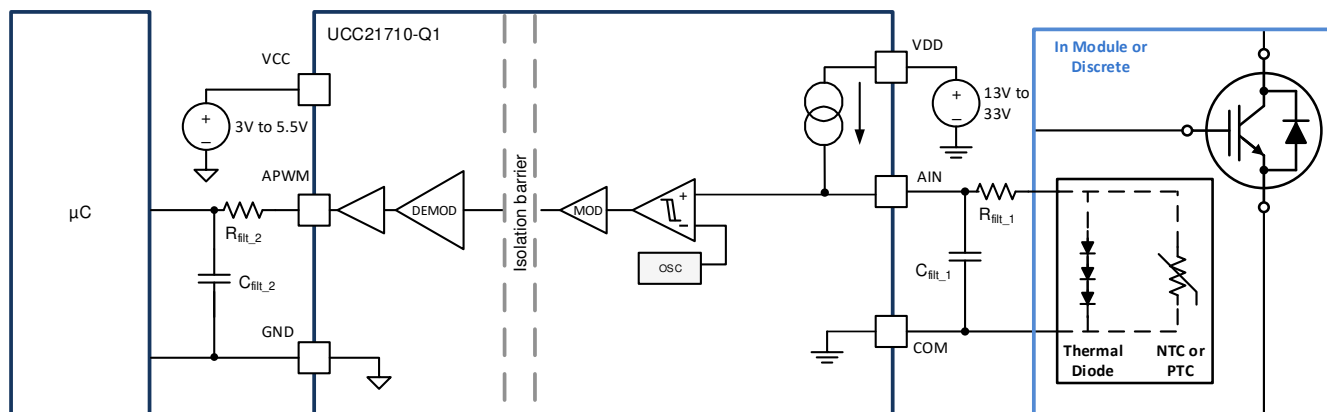 UCC21710-Q1
In Module or
Discrete
VCC
VDD
3V to 5.5V
13V to
33V
APWM
AIN
µC
DEMOD
Isolation barrier
MOD
+
−
OSC
Rfilt_2
Rfilt_1
Cfilt_2
Cfilt_1
GND
COM
Thermal
Diode
NTC or
PTC